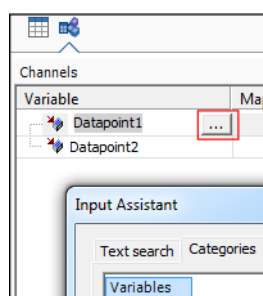 Channels
Variable Ma
Datapoint1 ...
Datapoint2
Input Assistant
Text search Categories
Variables